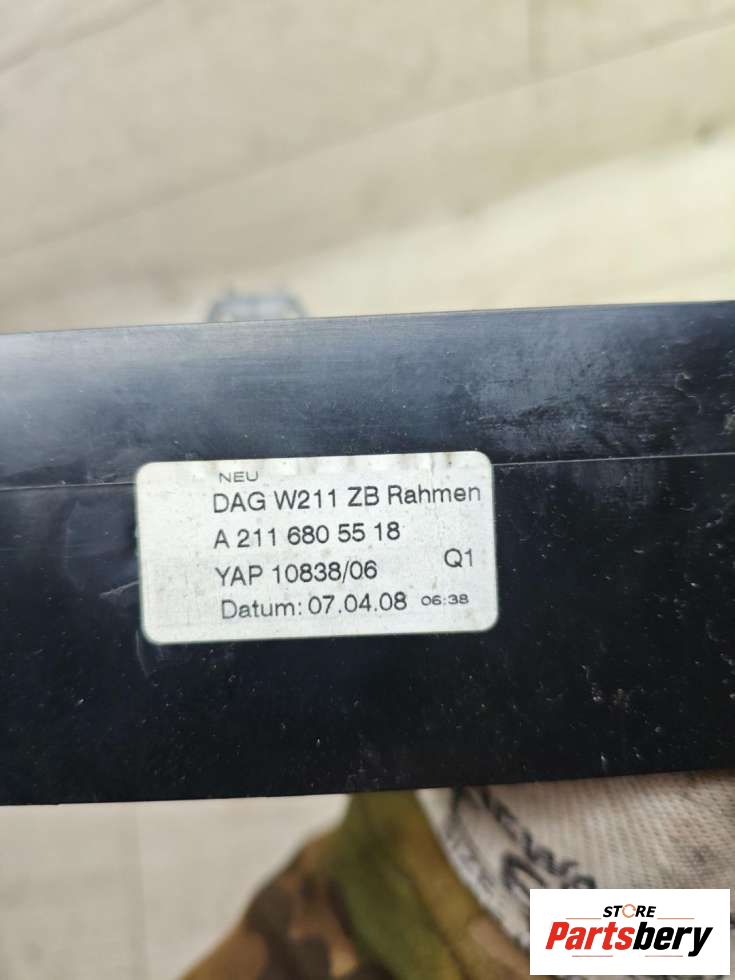 NEU
DAG W211 ZB Rahmen
A 211 680 55 18
YAP 10838/06 Q1
Datum: 07.04.08 06:38
STORE
Partsbery